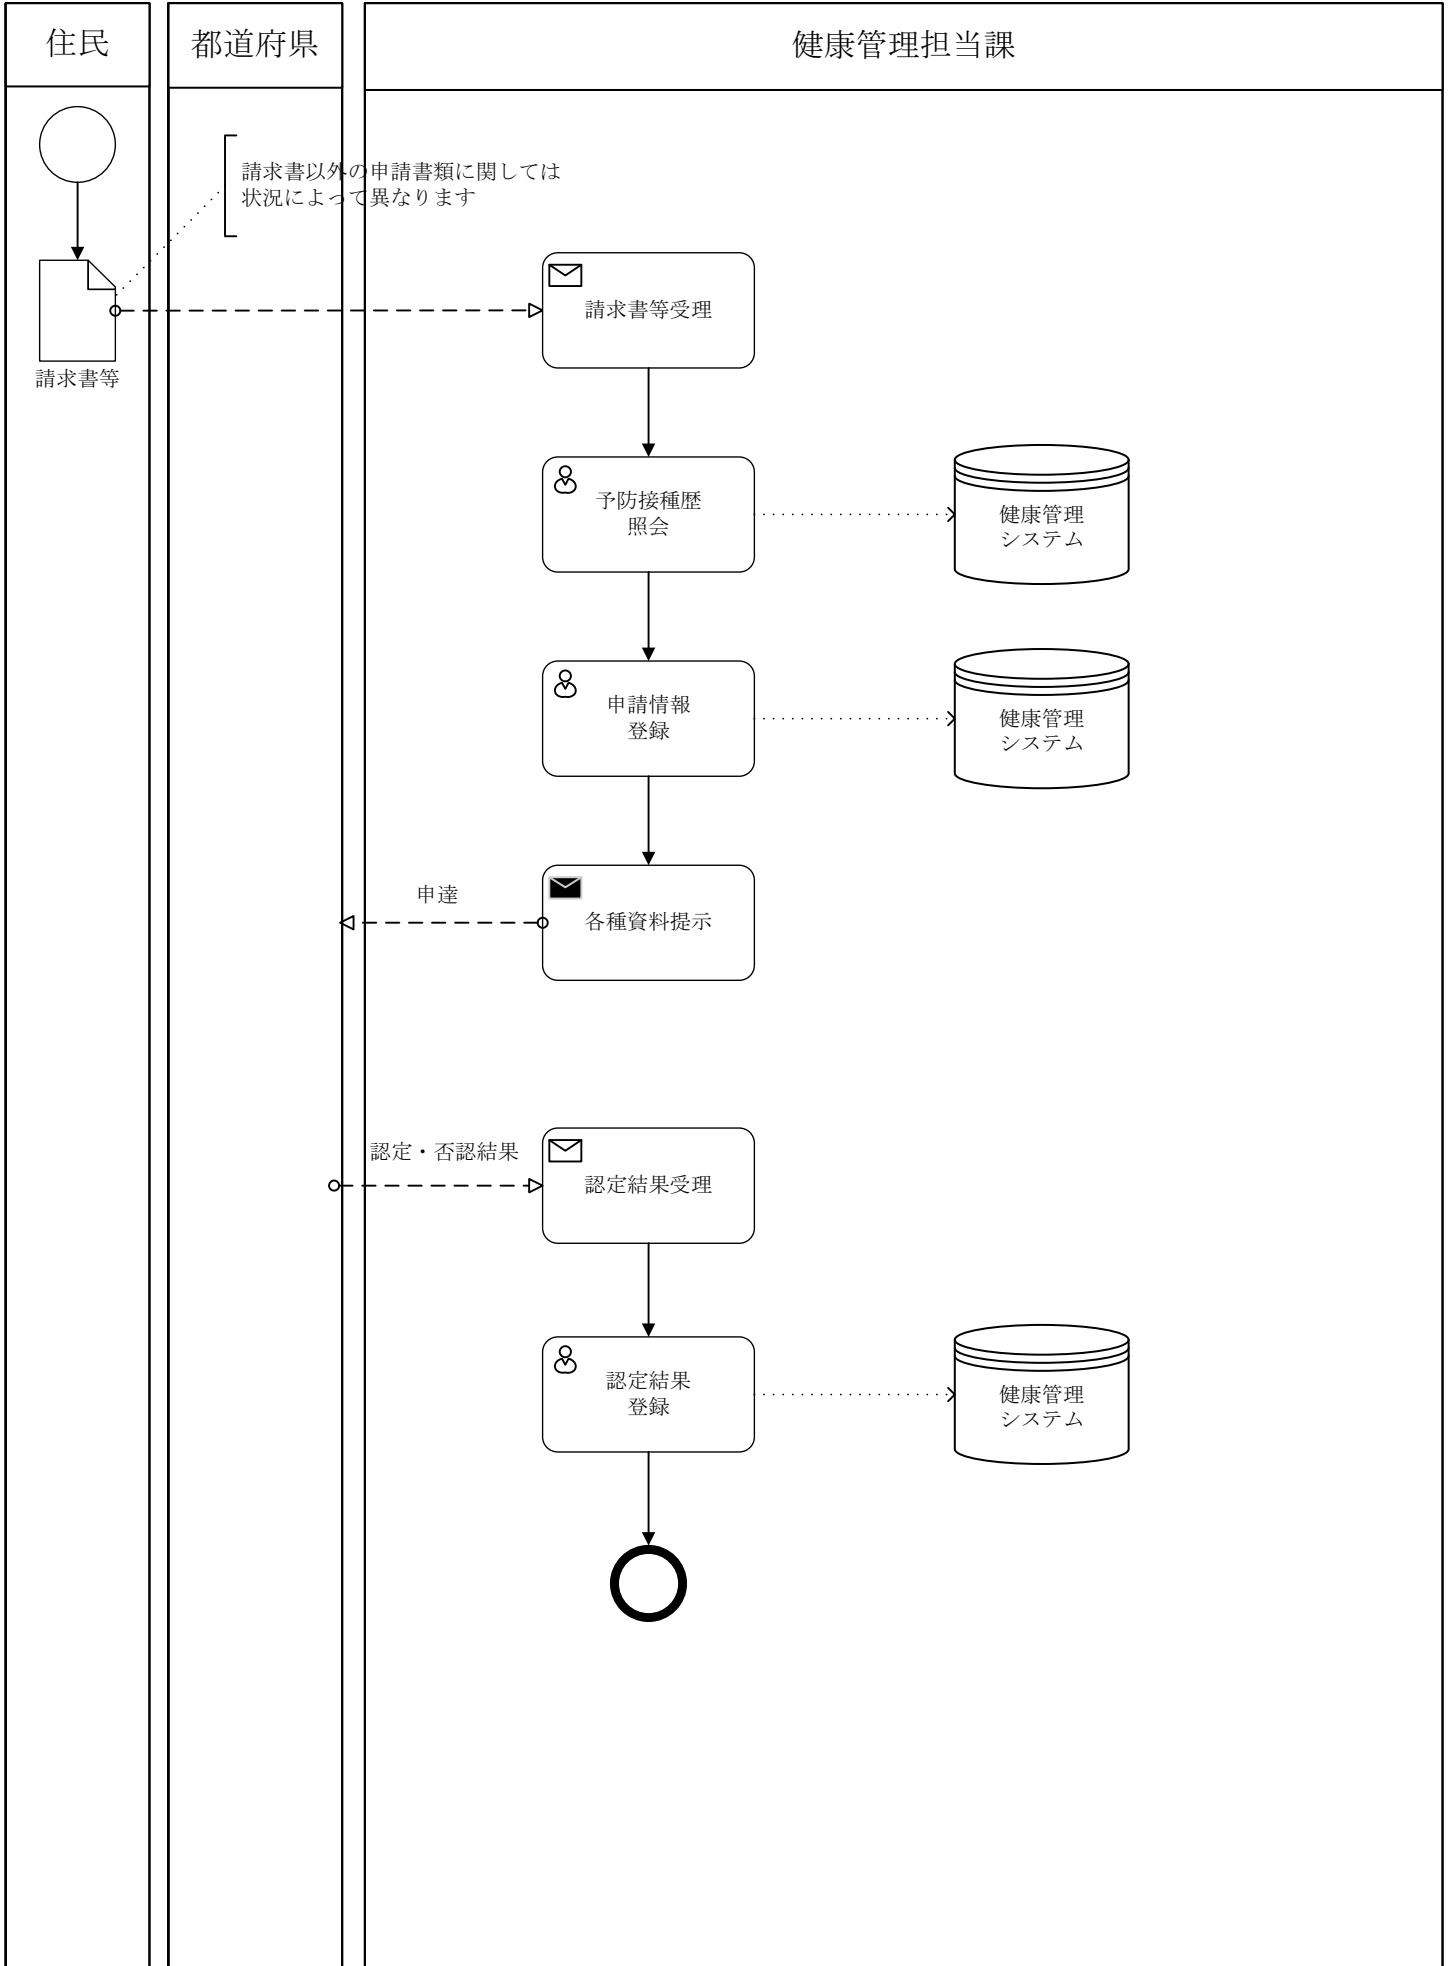 住民
都道府県
健康管理担当課
請求書以外の申請書類に関しては
状況によって異なります
請求書等受理
請求書等
予防接種歴
照会
健康管理
システム
申請情報
登録
健康管理
システム
申達
各種資料提示
認定・否認結果
認定結果受理
認定結果
登録
健康管理
システム